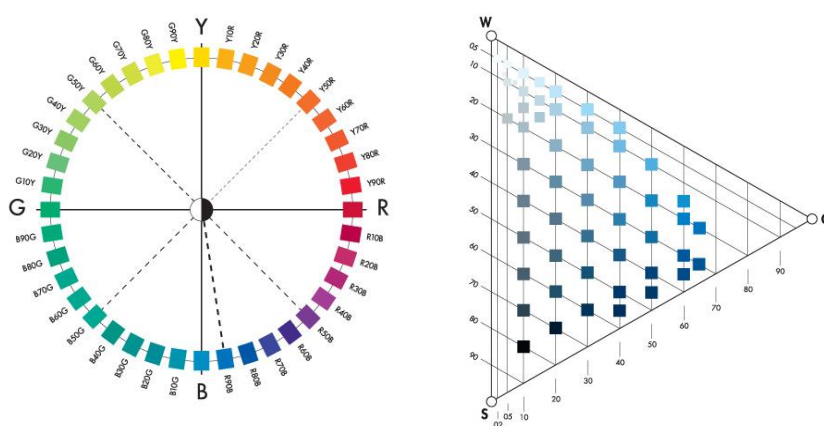 Y
G90Y
G80Y
G70Y
G60Y
G50Y
G40Y
G30Y
G20Y
G10Y
G
B90G
B80G
B70G
B60G
B50G
B40G
B30G
B20G
B10G
B
R90B
R80B
R70B
R60B
R50B
R40B
R30B
R20B
R10B
R
Y90R
Y80R
Y70R
Y60R
Y50R
Y40R
Y30R
Y20R
Y10R
W
05
10
20
30
40
50
60
70
80
90
S
02
05
10
20
30
40
50
60
70
80
90